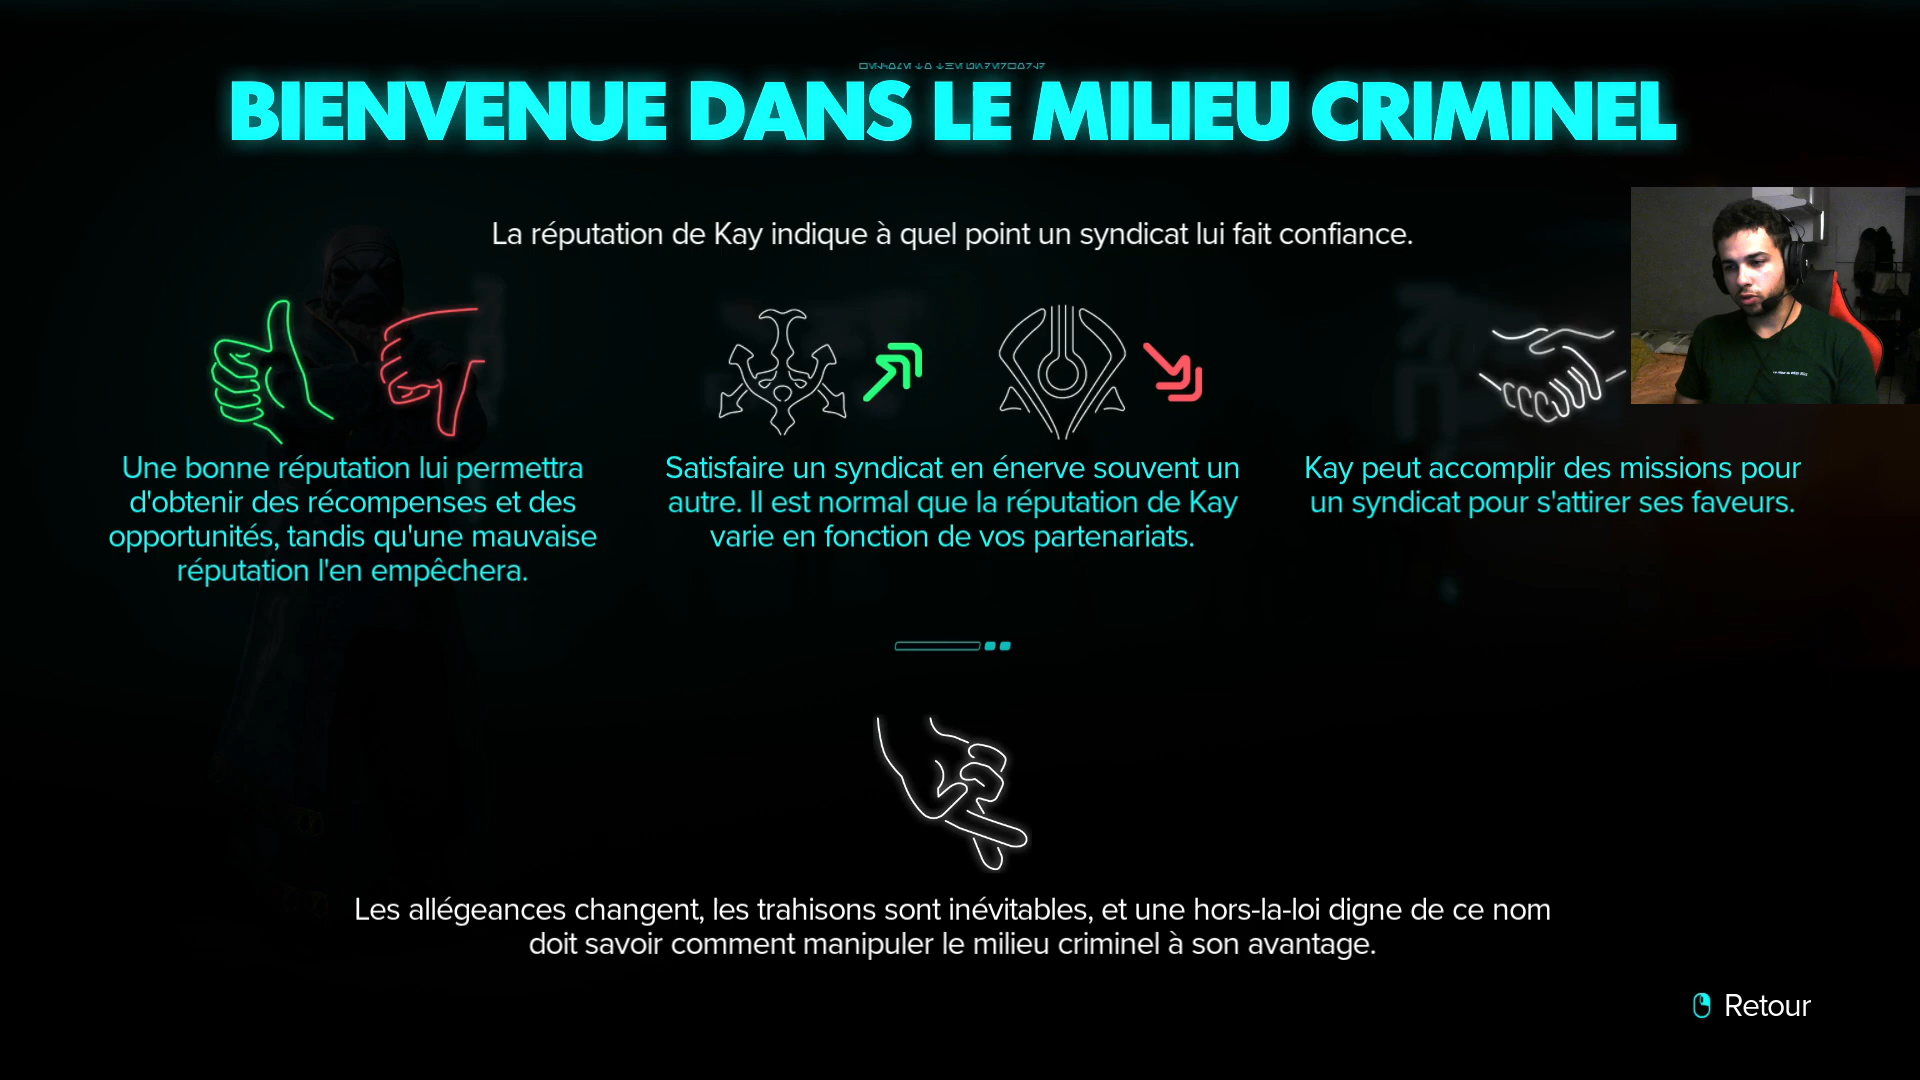 BIENVENUE DANS LE MILIEU CRIMINEL
La réputation de Kay indique à quel point un syndicat lui fait confiance.
Une bonne réputation lui permettra
d'obtenir des récompenses et des
opportunités, tandis qu'une mauvaise
réputation l'en empêchera.
Satisfaire un syndicat en énerve souvent un
autre. Il est normal que la réputation de Kay
varie en fonction de vos partenariats.
Kay peut accomplir des missions pour
un syndicat pour s'attirer ses faveurs.
Les allégeances changent, les trahisons sont inévitables, et une hors-la-loi digne de ce nom
doit savoir comment manipuler le milieu criminel à son avantage.
Retour